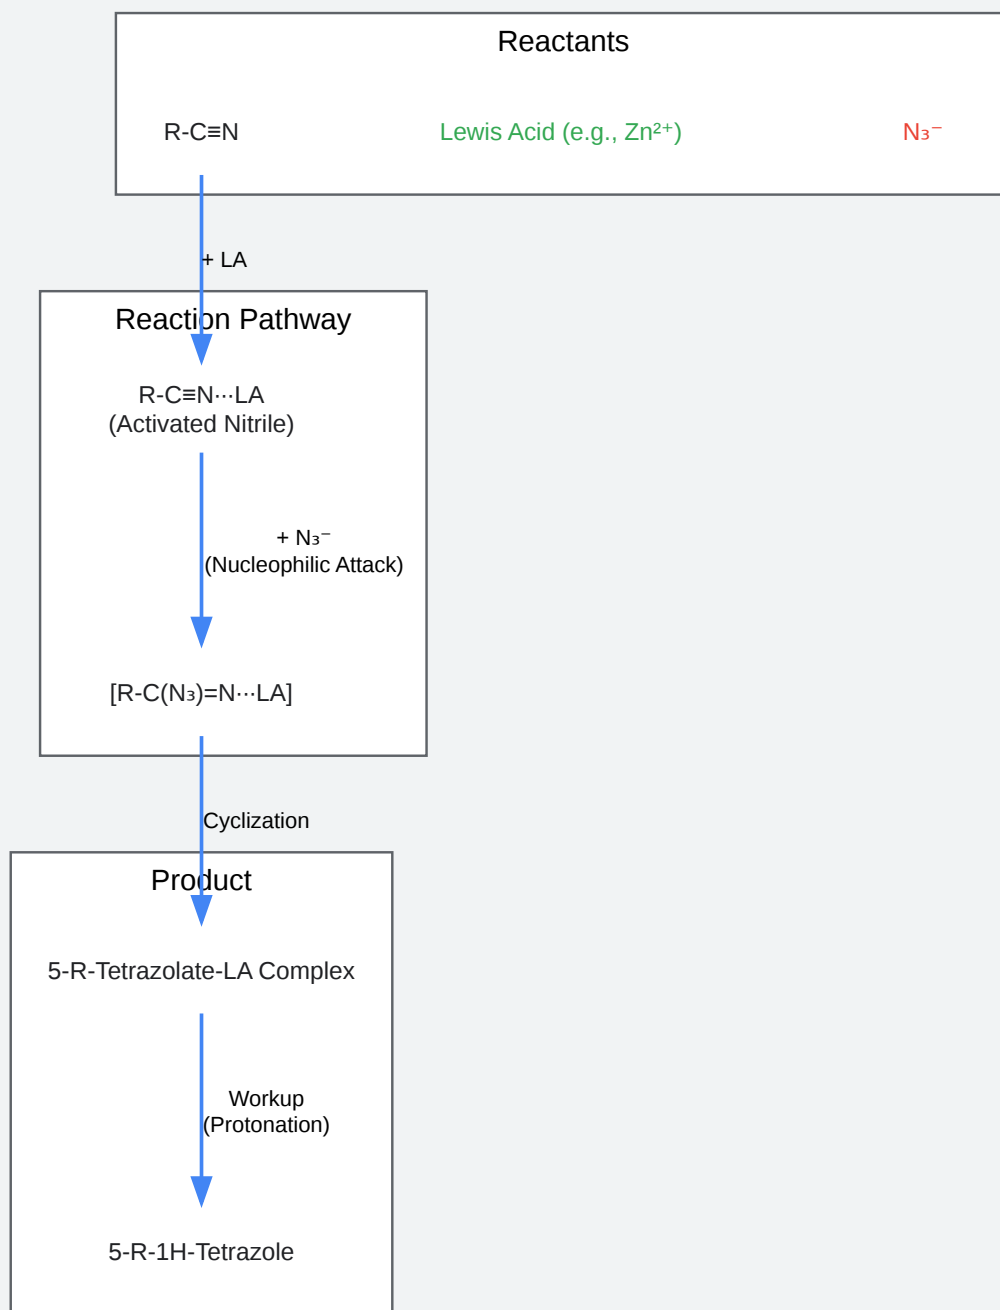 Reactants
R-C≡N
Lewis Acid (e.g., Zn²⁺)
N₃⁻
+ LA
Reaction Pathway
R-C≡N···LA
(Activated Nitrile)
+ N₃⁻
(Nucleophilic Attack)
[R-C(N₃)=N···LA]
Cyclization
Product
5-R-Tetrazolate-LA Complex
Workup
(Protonation)
5-R-1H-Tetrazole